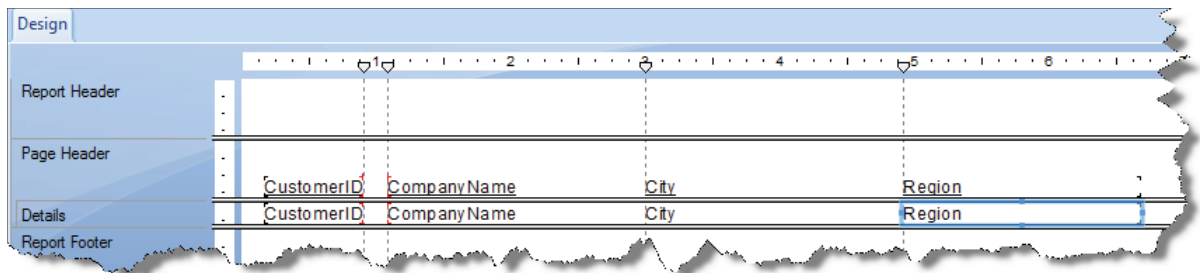 Design
1 2 3 4 5 6
Report Header
Page Header
CustomerID CompanyName City Region
Details CustomerID CompanyName City Region
Report Footer